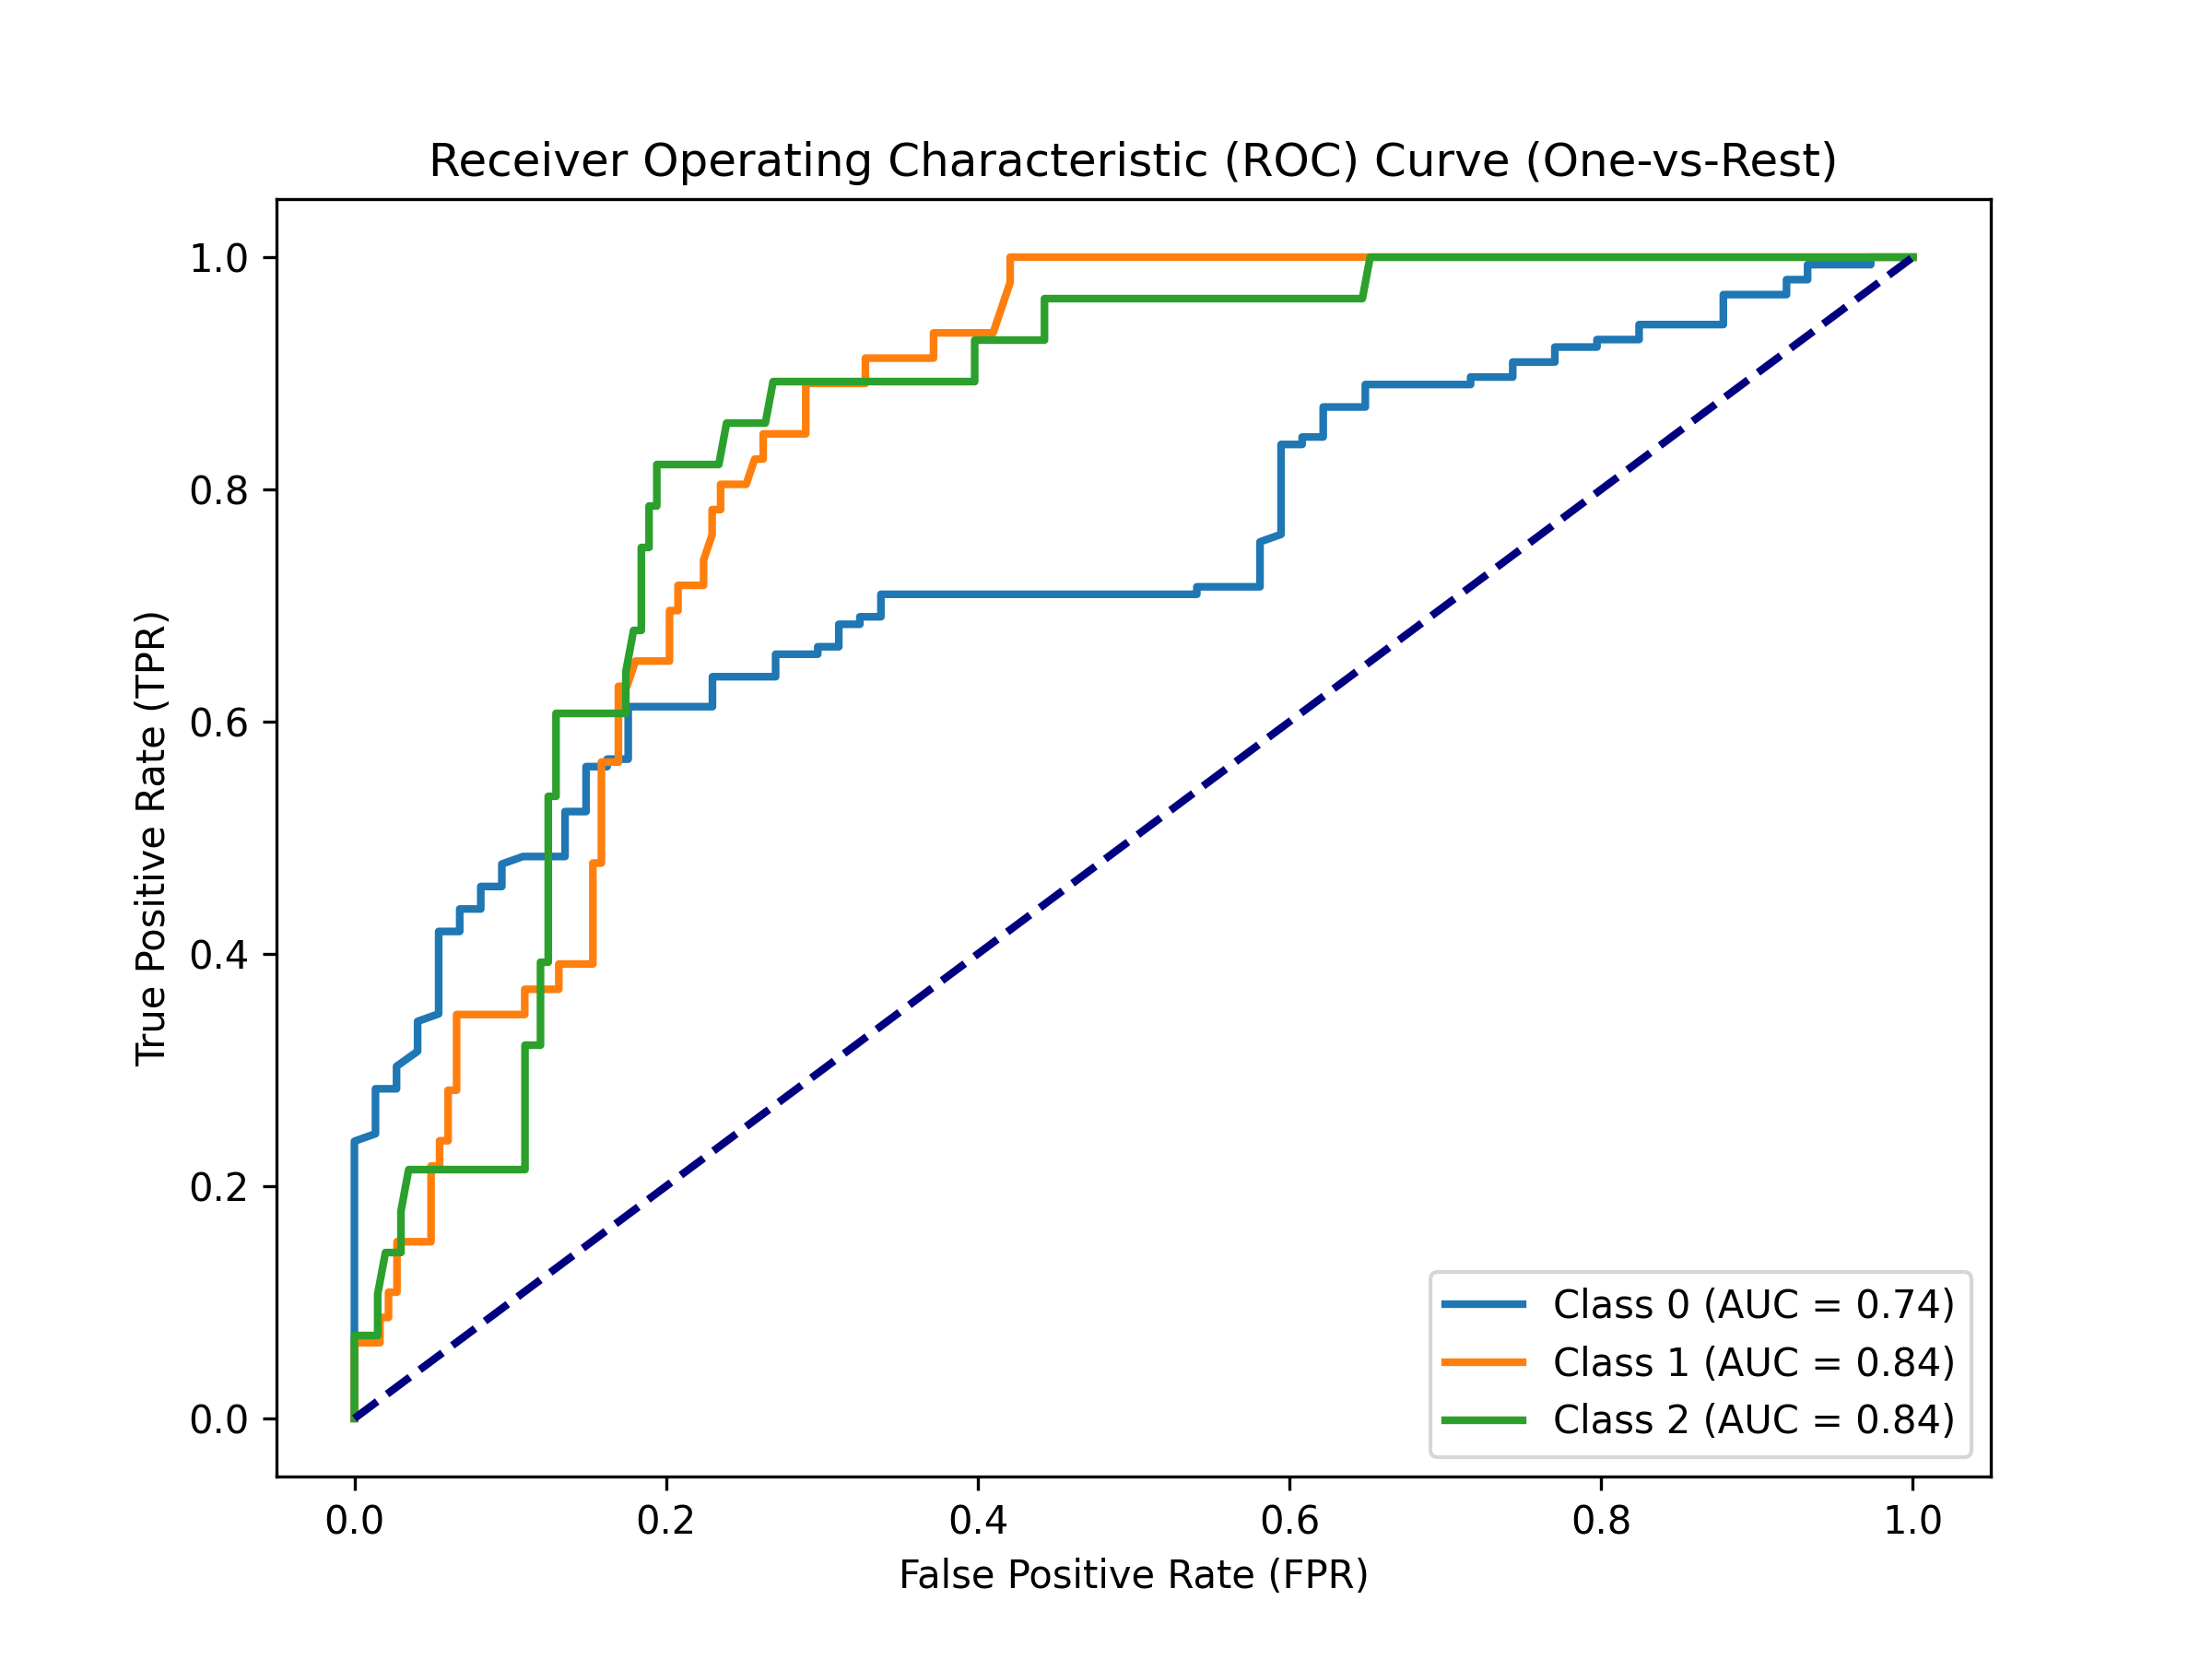 Receiver Operating Characteristic (ROC) Curve (One-vs-Rest)
True Positive Rate (TPR)
1.0
0.8
0.6
0.4
0.2
0.0
Class 0 (AUC = 0.74)
Class 1 (AUC = 0.84)
Class 2 (AUC = 0.84)
0.0 0.2 0.4 0.6 0.8 1.0
False Positive Rate (FPR)